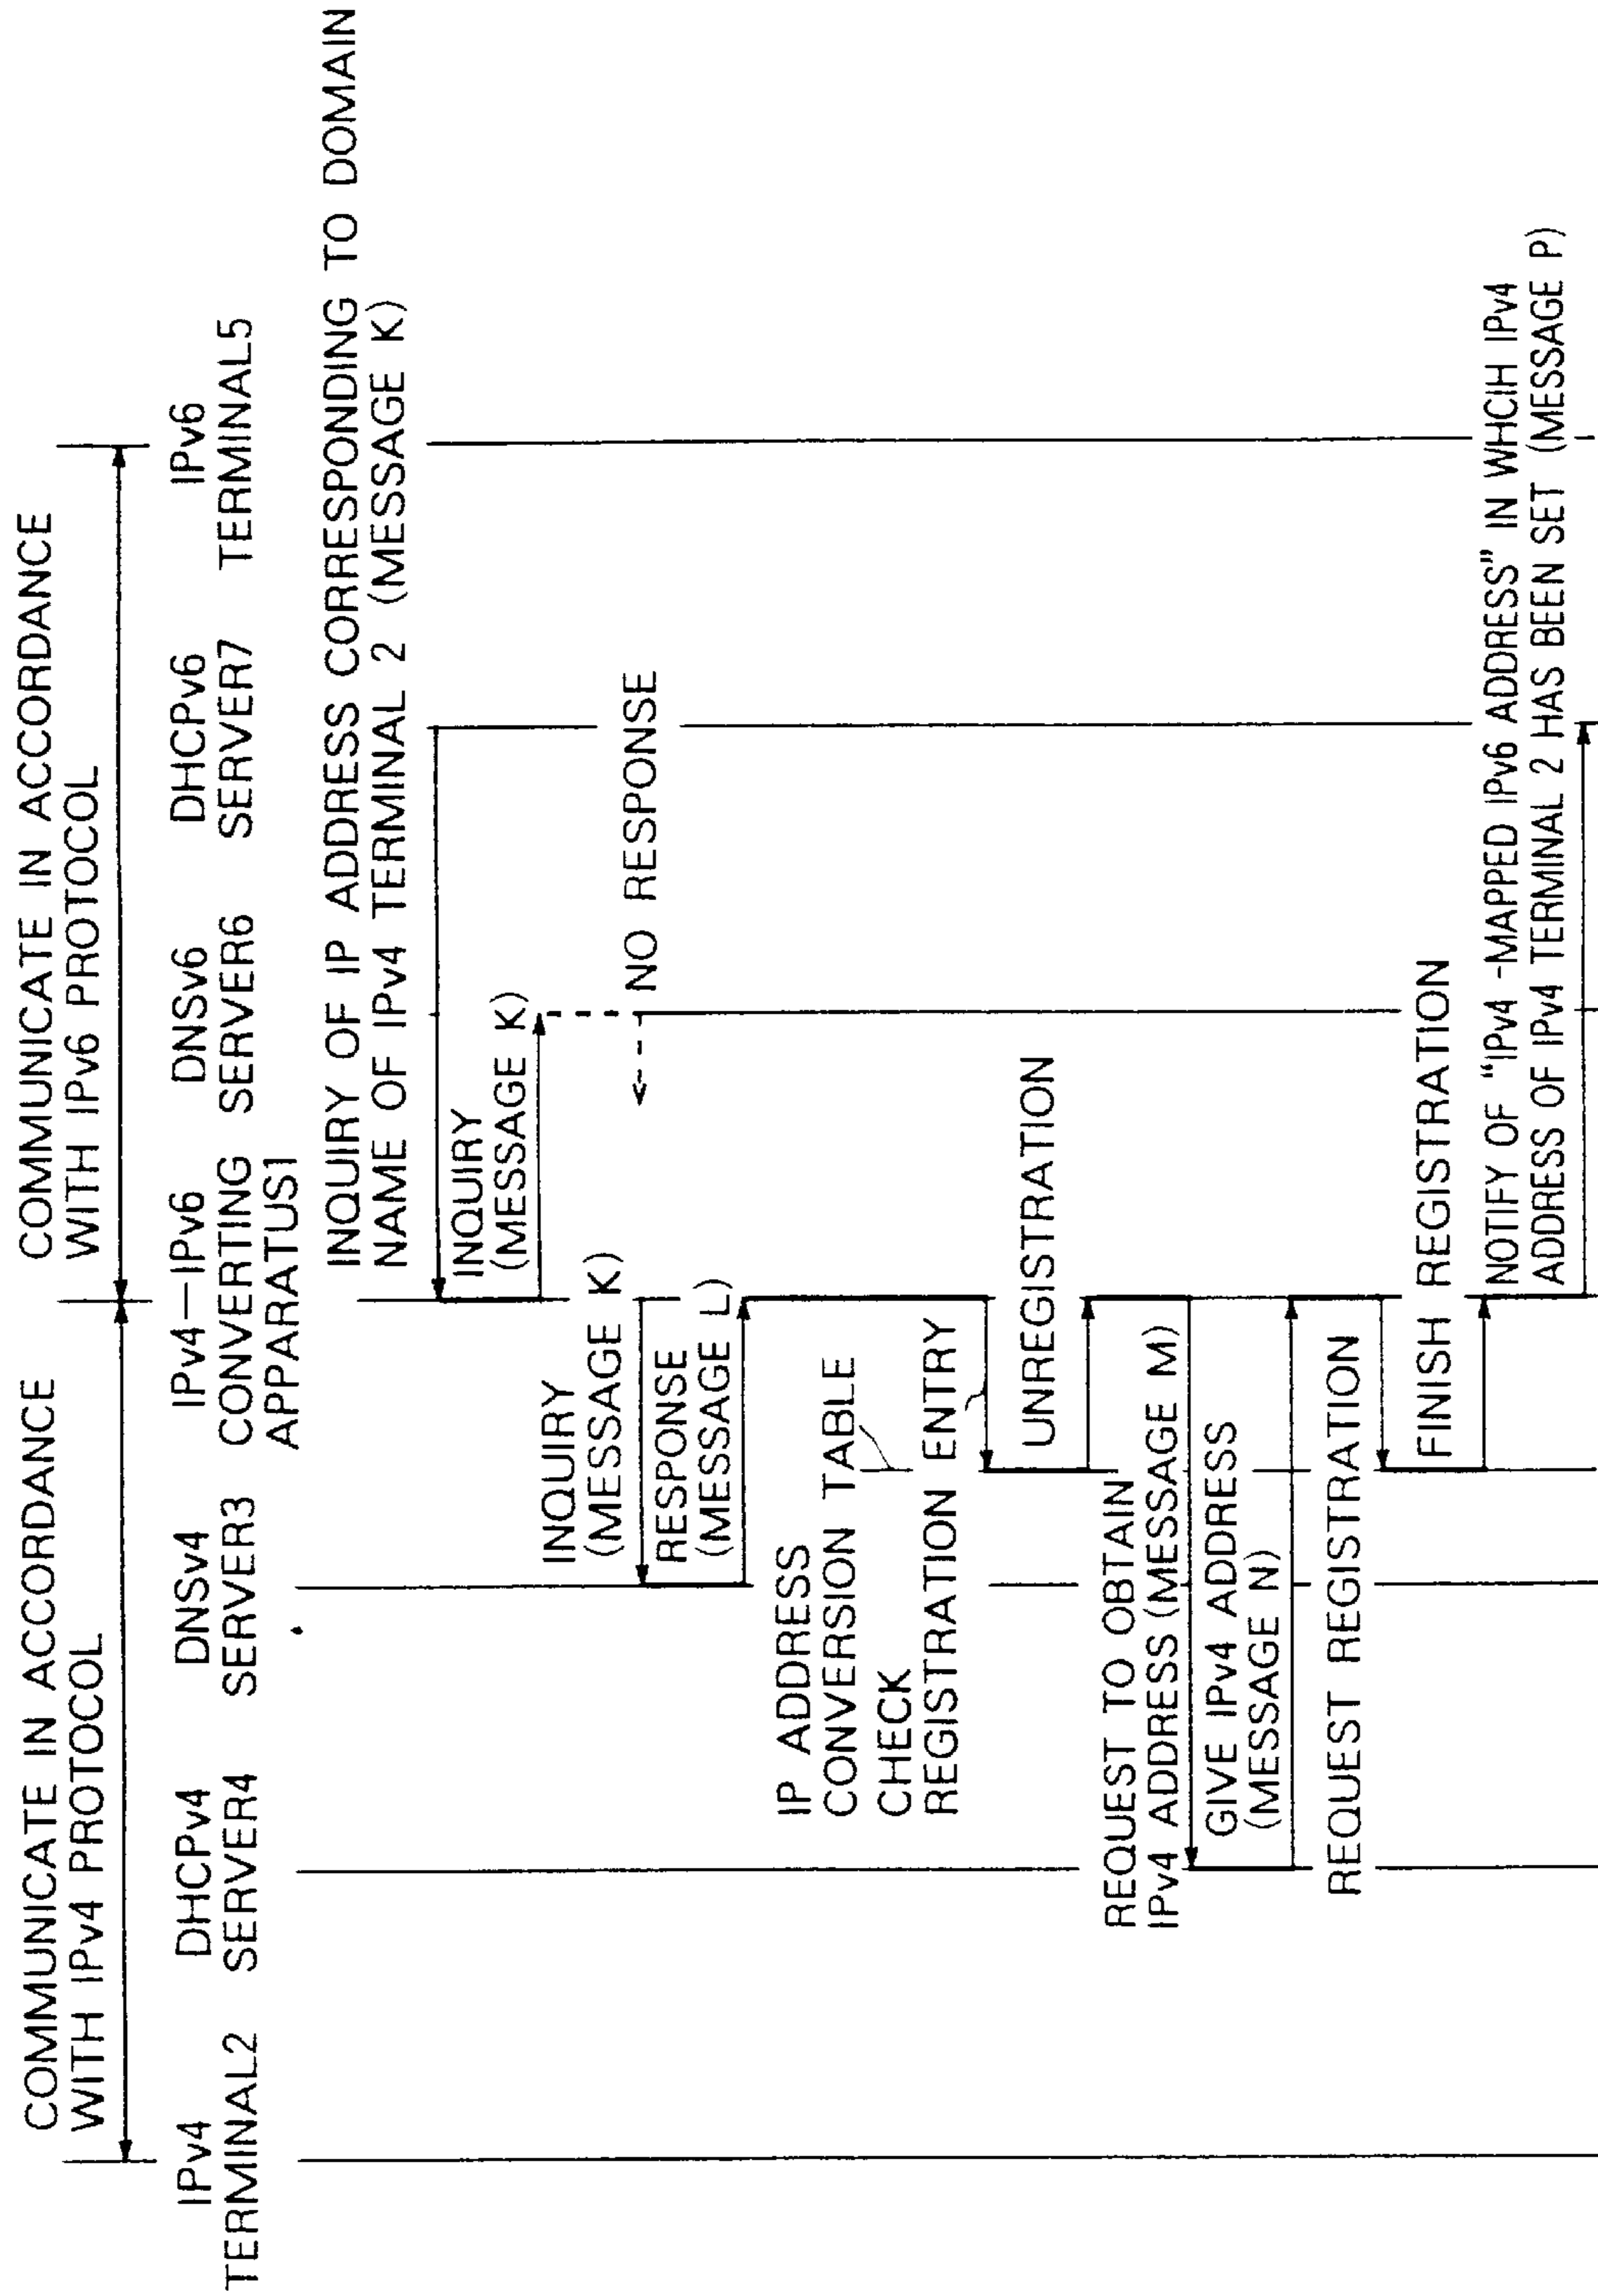 COMMUNICATE IN ACCORDANCE
WITH IPv4 PROTOCOL
COMMUNICATE IN ACCORDANCE
WITH IPv6 PROTOCOL
IPv4
TERMINAL2
DHCPv4
SERVER4
DNSv4
SERVER3
IPv4-IPv6
CONVERTING
APPARATUS1
DNSv6
SERVER6
DHCPv6
SERVER7
IPv6
TERMINAL5
INQUIRY OF IP ADDRESS CORRESPONDING TO DOMAIN
NAME OF IPv4 TERMINAL 2 (MESSAGE K)
INQUIRY
(MESSAGE K)
NO RESPONSE
INQUIRY
(MESSAGE K)
RESPONSE
(MESSAGE L)
IP ADDRESS
CONVERSION TABLE
CHECK
REGISTRATION ENTRY
UNREGISTRATION
REQUEST TO OBTAIN
IPv4 ADDRESS (MESSAGE M)
GIVE IPv4 ADDRESS
(MESSAGE N)
REQUEST REGISTRATION
FINISH REGISTRATION
NOTIFY OF "IPv4 -MAPPED IPv6 ADDRESS" IN WHCIH IPv4
ADDRESS OF IPv4 TERMINAL 2 HAS BEEN SET (MESSAGE P)